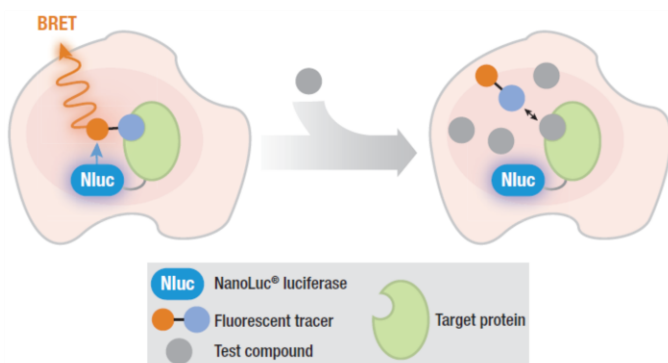 BRET
Nluc
Nluc
Nluc NanoLuc® luciferase
Fluorescent tracer
Test compound
Target protein